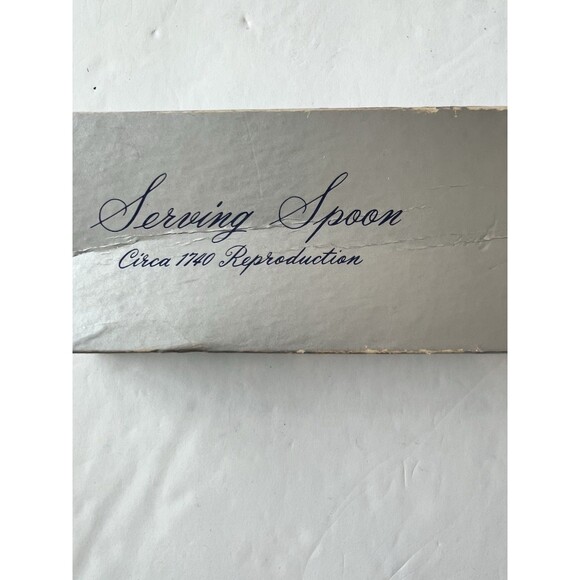 Serving Spoon
Circa 1740 Reproduction